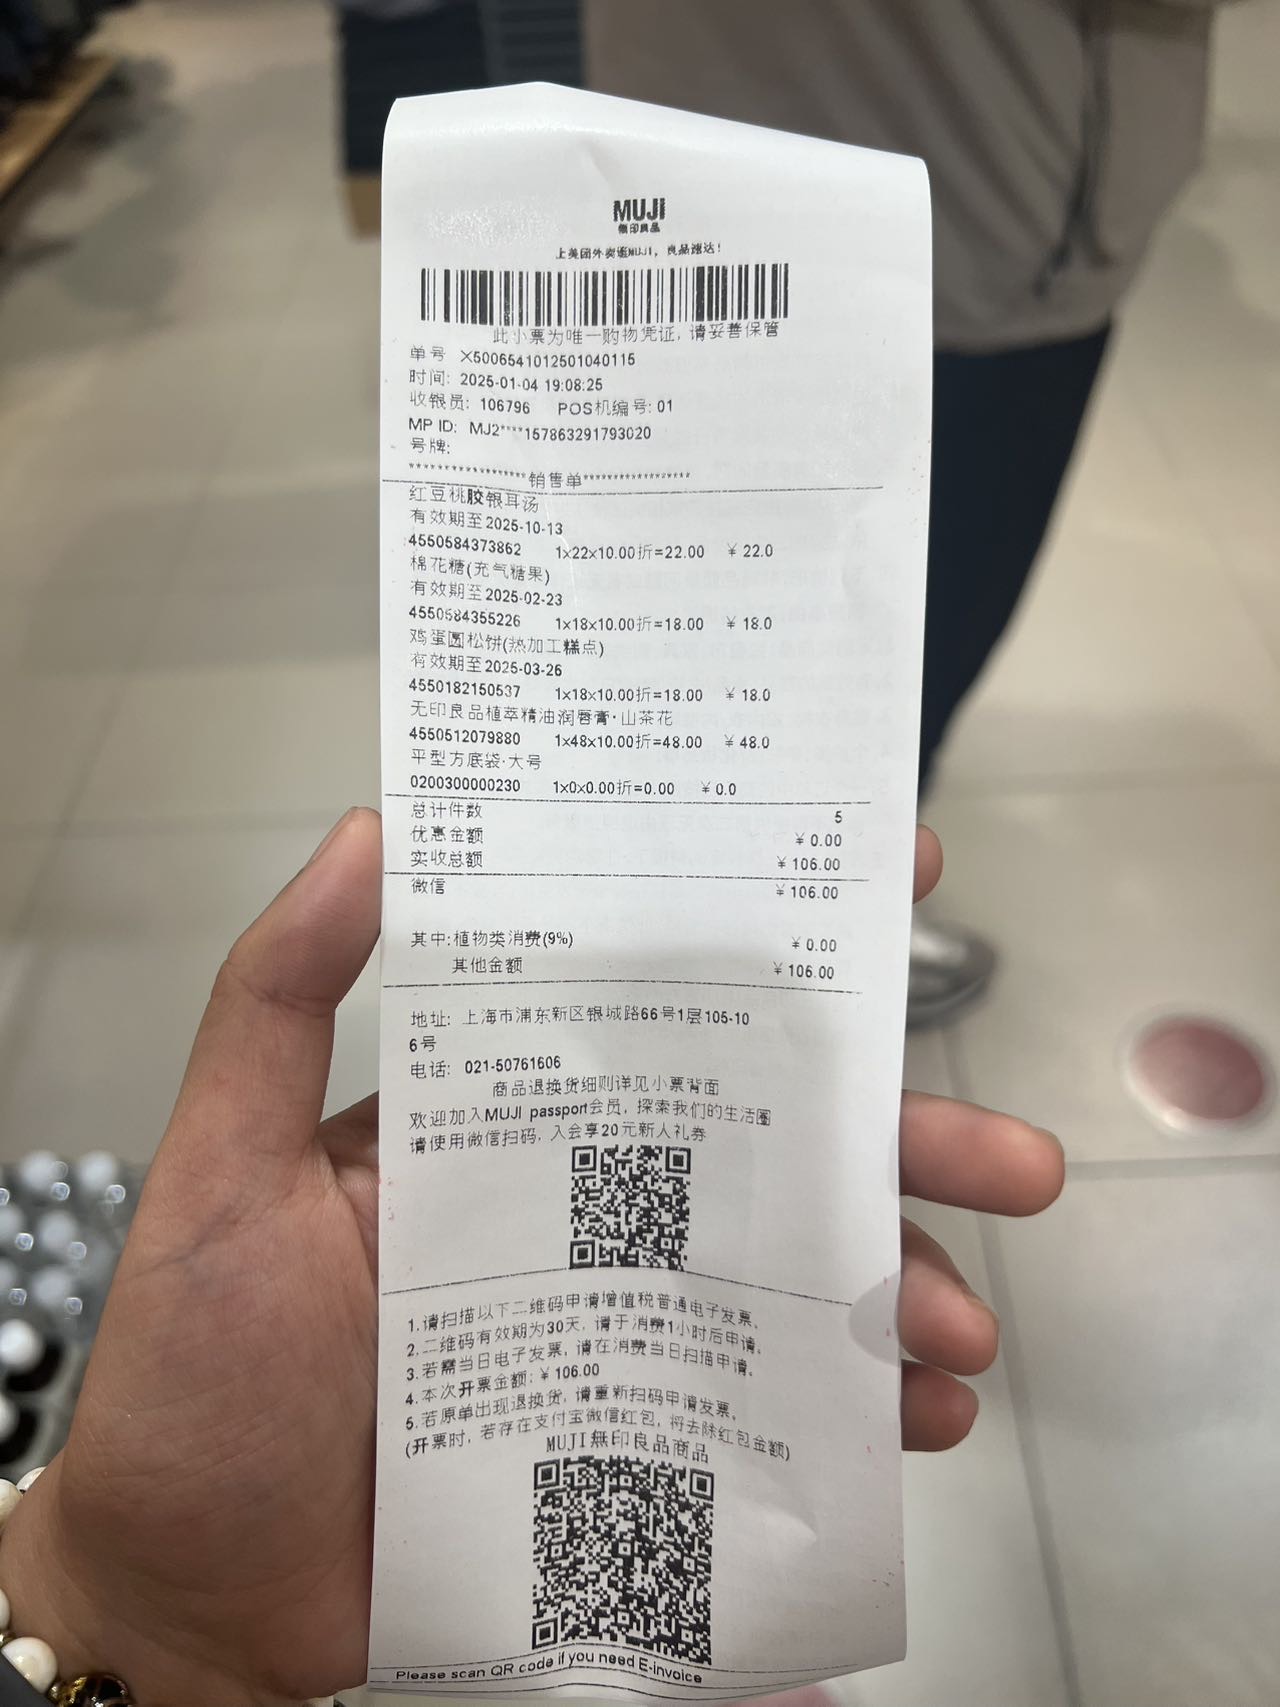 MUJI
無印良品
上美团外卖逛MUJI，良品速达！
此小票为唯一购物凭证，请妥善保管
单号 X5006541012501040115
时间: 2025-01-04 19:08:25
收银员: 106796 POS机编号: 01
MP ID: MJ2****157863291793020
号牌:
******************销售单*****************
红豆桃胶银耳汤
有效期至2025-10-13
4550584373862 1x22x10.00折=22.00 ￥22.0
棉花糖(充气糖果)
有效期至2025-02-23
4550584355226 1x18x10.00折=18.00 ￥18.0
鸡蛋圆松饼(热加工糕点)
有效期至2025-03-26
4550182150537 1x18x10.00折=18.00 ￥18.0
无印良品植萃精油润唇膏·山茶花
4550512079880 1x48x10.00折=48.00 ￥48.0
平型方底袋·大号
0200300000230 1x0x0.00折=0.00 ￥0.0
总计件数 5
优惠金额 ￥0.00
实收总额 ￥106.00
微信 ￥106.00
其中:植物类消费(9%) ￥0.00
其他金额 ￥106.00
地址: 上海市浦东新区银城路66号1层105-10
6号
电话: 021-50761606
商品退换货细则详见小票背面
欢迎加入MUJI passport会员，探索我们的生活圈
请使用微信扫码，入会享20元新人礼券
1.请扫描以下二维码申请增值税普通电子发票。
2.二维码有效期为30天，请于消费1小时后申请。
3.若需当日电子发票，请在消费当日扫描申请。
4.本次开票金额:￥106.00
5.若原单出现退换货，请重新扫码申请发票。
(开票时，若存在支付宝微信红包，将去除红包金额)
MUJI無印良品商品
Please scan QR code if you need E-invoice